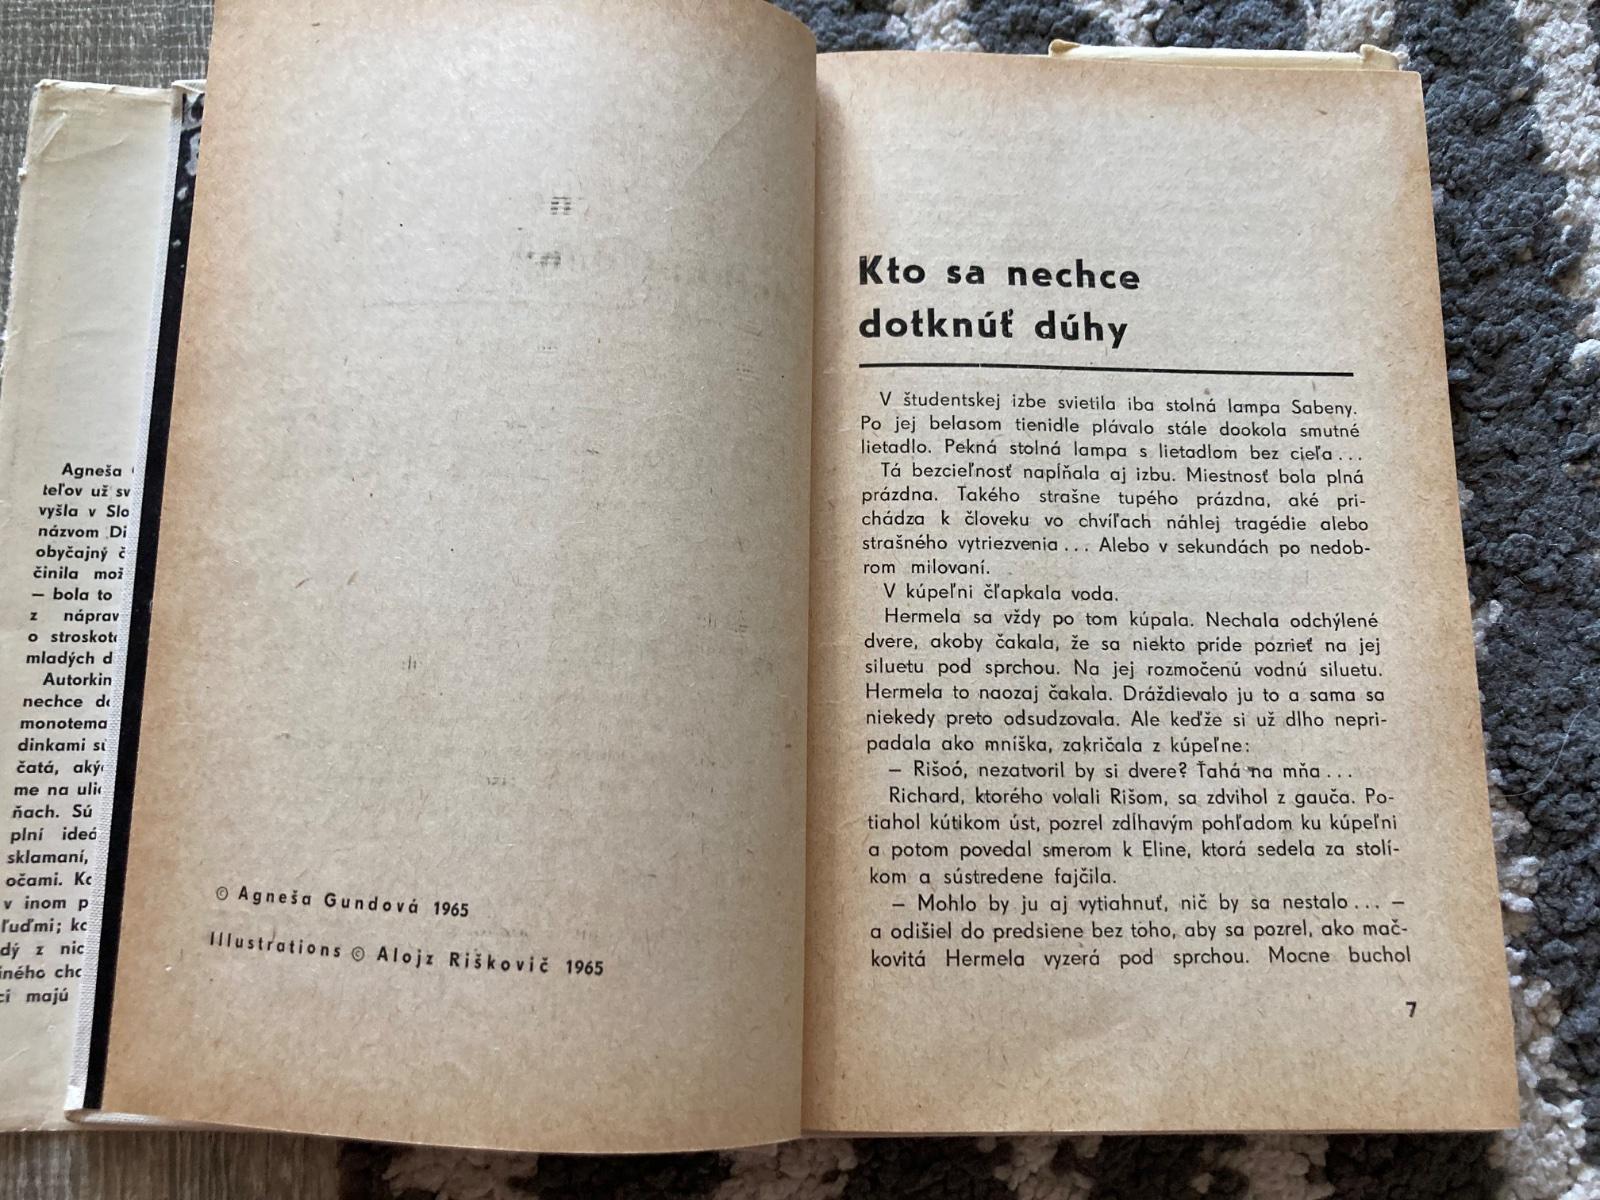 Agneša
teľov už sv
vyšla v Slo
názvom Di
obyčajný č
činila mož
— bola to
z náprav
o stroskot
mladých d
Autorkin
nechce do
monotema
dinkami sú
čatá, aký
me na uli
ňach. Sú
plní ideá
sklamaní,
očami. Ko
v inom p
ľuďmi; kc
dý z nic
iného chc
ci majú
© Agneša Gundová 1965
Illustrations © Alojz Riškovič 1965
Kto sa nechce
dotknúť dúhy
V študentskej izbe svietila iba stolná lampa Sabeny.
Po jej belasom tienidle plávalo stále dookola smutné
lietadlo. Pekná stolná lampa s lietadlom bez cieľa...
Tá bezcieľnosť napĺňala aj izbu. Miestnosť bola plná
prázdna. Takého strašne tupého prázdna, aké pri-
chádza k človeku vo chvíľach náhlej tragédie alebo
strašného vytriezvenia... Alebo v sekundách po nedob-
rom milovaní.
V kúpeľni čľapkala voda.
Hermela sa vždy po tom kúpala. Nechala odchýlené
dvere, akoby čakala, že sa niekto príde pozrieť na jej
siluetu pod sprchou. Na jej rozmočenú vodnú siluetu.
Hermela to naozaj čakala. Dráždievalo ju to a sama sa
niekedy preto odsudzovala. Ale keďže si už dlho nepri-
padala ako mníška, zakričala z kúpeľne:
— Rišoó, nezatvoril by si dvere? Ťahá na mňa...
Richard, ktorého volali Rišom, sa zdvihol z gauča. Po-
tiahol kútikom úst, pozrel zdĺhavým pohľadom ku kúpeľni
a potom povedal smerom k Eline, ktorá sedela za stolí-
kom a sústredene fajčila.
— Mohlo by ju aj vytiahnuť, nič by sa nestalo... —
a odišiel do predsiene bez toho, aby sa pozrel, ako mač-
kovitá Hermela vyzerá pod sprchou. Mocne buchol
7